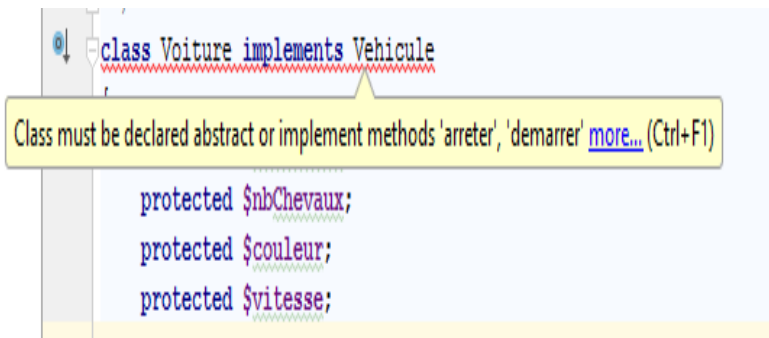 class Voiture implements Vehicule
Class must be declared abstract or implement methods 'arreter', 'demarrer' more... (Ctrl+F1)
protected $nbChevaux;
protected $couleur;
protected $vitesse;